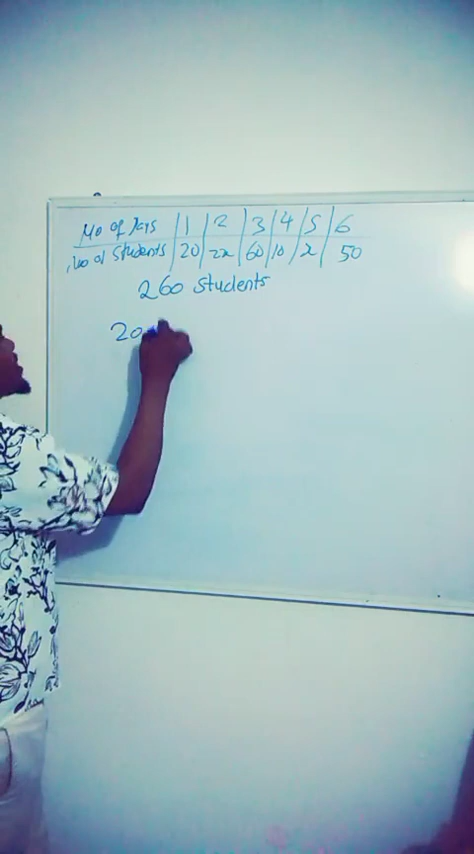 No of days | 1 | 2 | 3 | 4 | 5 | 6
No of Students | 20 | 2x | 60 | 10 | x | 50
260 Students
20